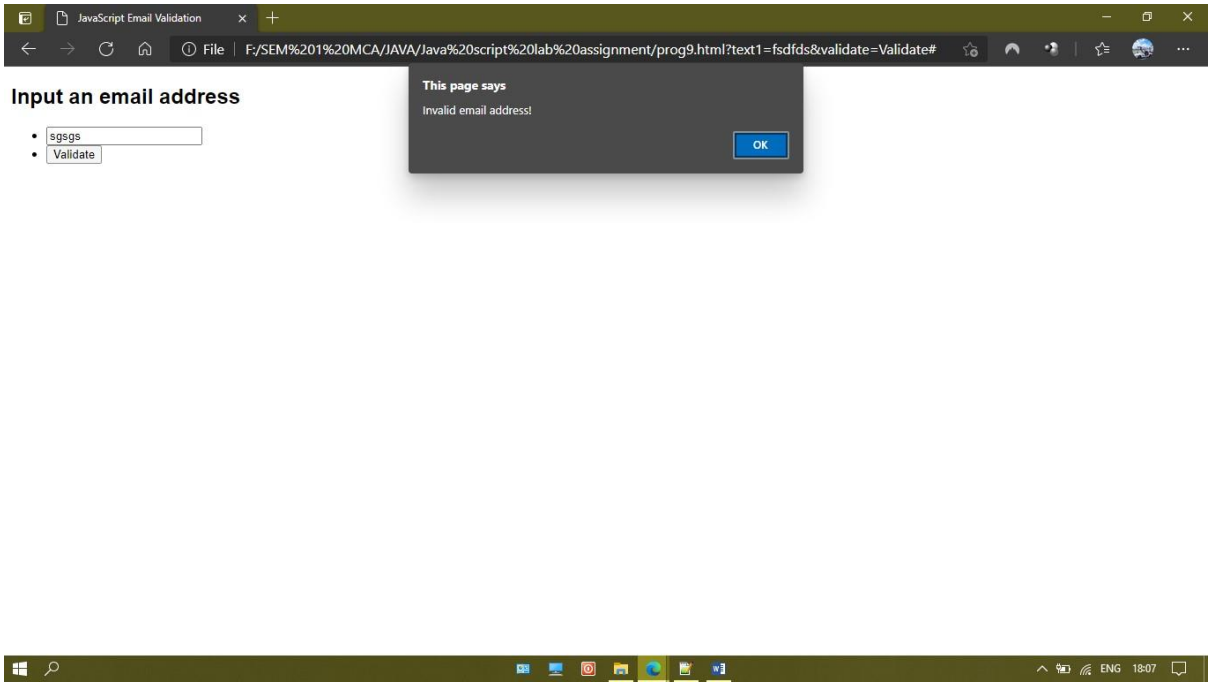 JavaScript Email Validation
File F:/SEM%201%20MCA/JAVA/Java%20script%20lab%20assignment/prog9.html?text1=fsdfds&validate=Validate#
This page says
Invalid email address!
OK
Input an email address
sgsgs
Validate
ENG 18:07